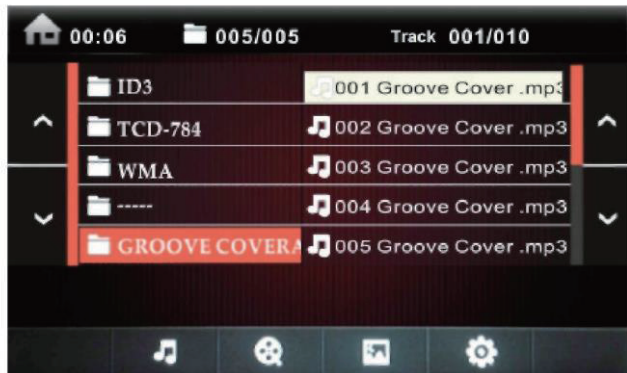 00:06 005/005 Track 001/010
ID3 001 Groove Cover .mp3
TCD-784 002 Groove Cover .mp3
WMA 003 Groove Cover .mp3
----- 004 Groove Cover .mp3
GROOVE COVERA 005 Groove Cover .mp3